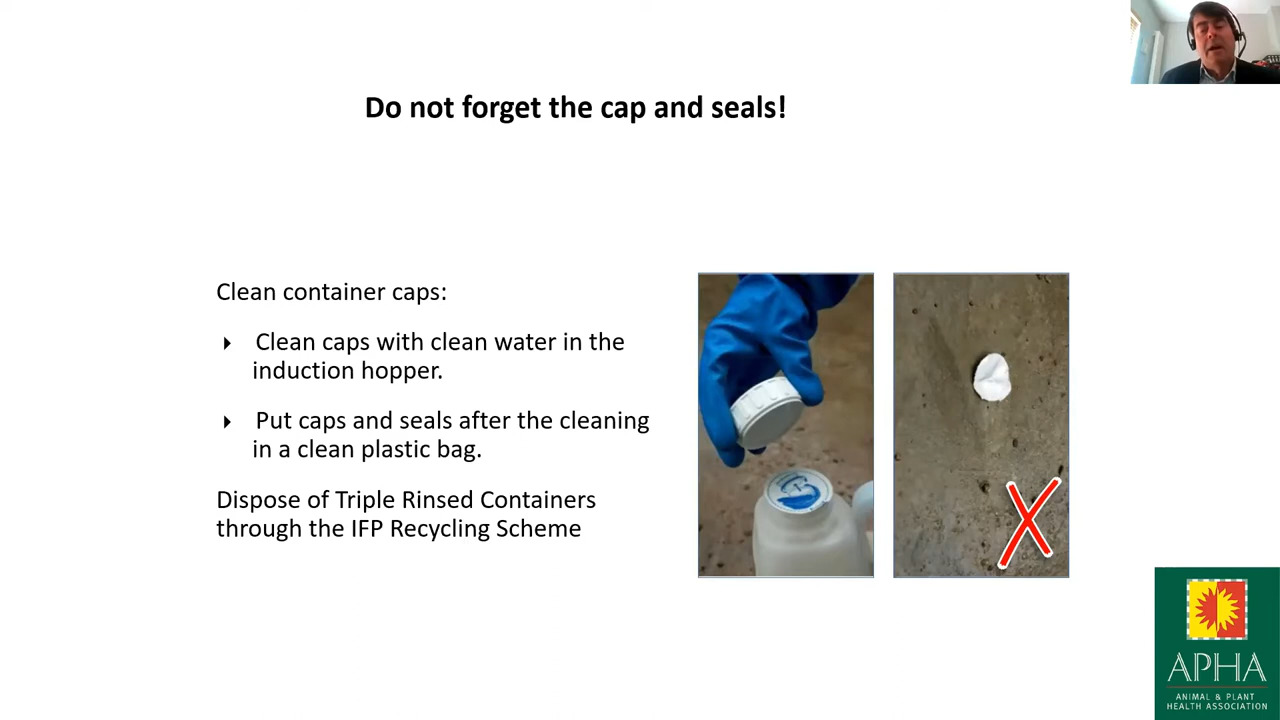 Do not forget the cap and seals!
Clean container caps:
Clean caps with clean water in the
induction hopper.
Put caps and seals after the cleaning
in a clean plastic bag.
Dispose of Triple Rinsed Containers
through the IFP Recycling Scheme
APHA
ANIMAL & PLANT
HEALTH ASSOCIATION